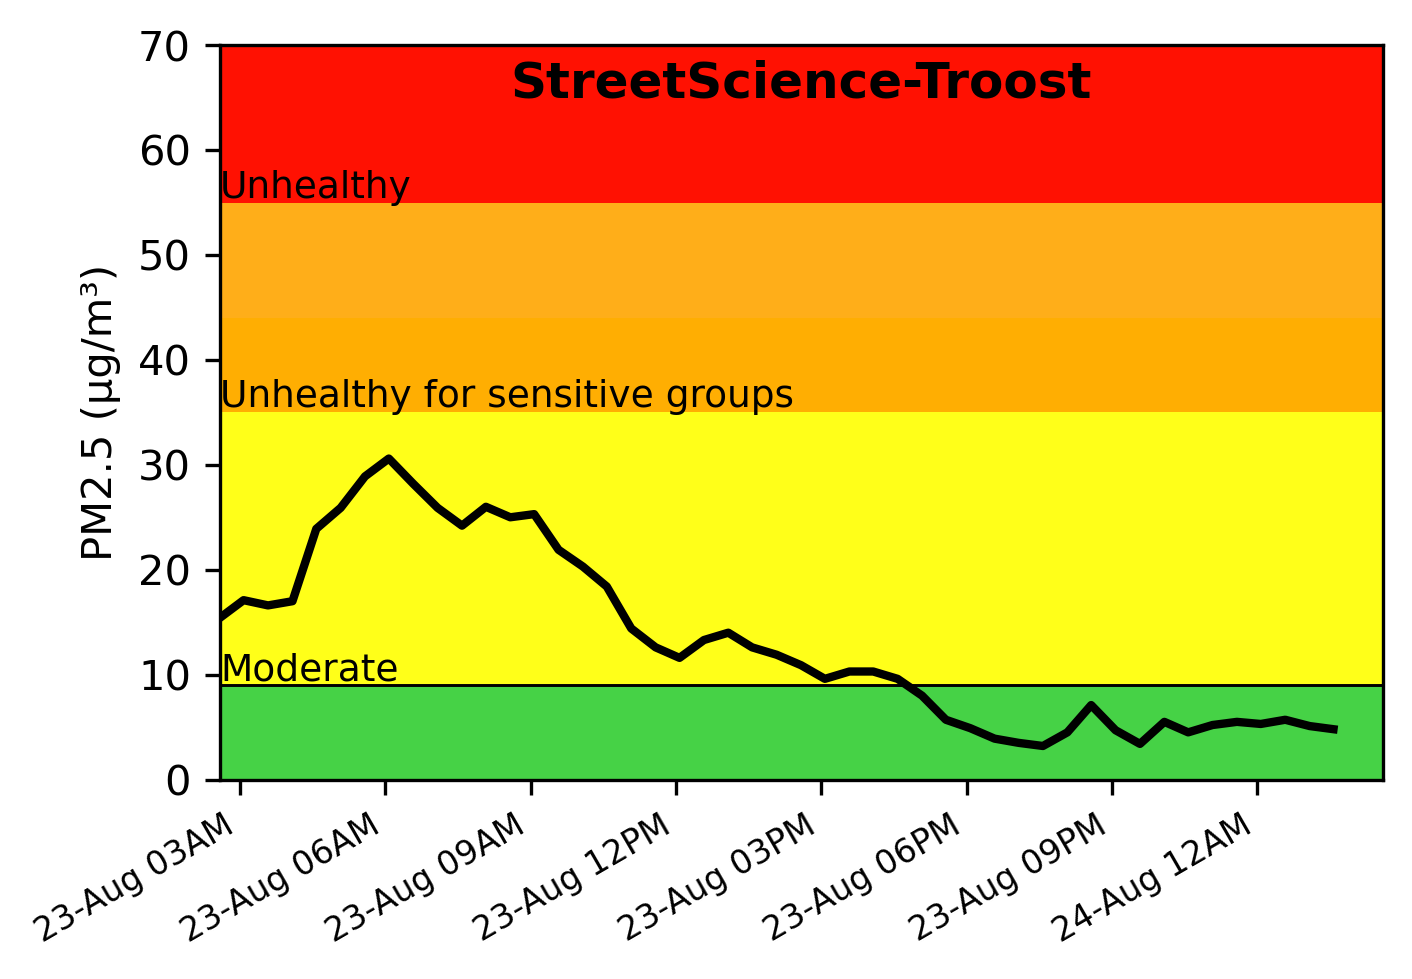 StreetScience-Troost
PM2.5 (µg/m³)
70
60
50
40
30
20
10
0
Unhealthy
Unhealthy for sensitive groups
Moderate
23-Aug 03AM
23-Aug 06AM
23-Aug 09AM
23-Aug 12PM
23-Aug 03PM
23-Aug 06PM
23-Aug 09PM
24-Aug 12AM